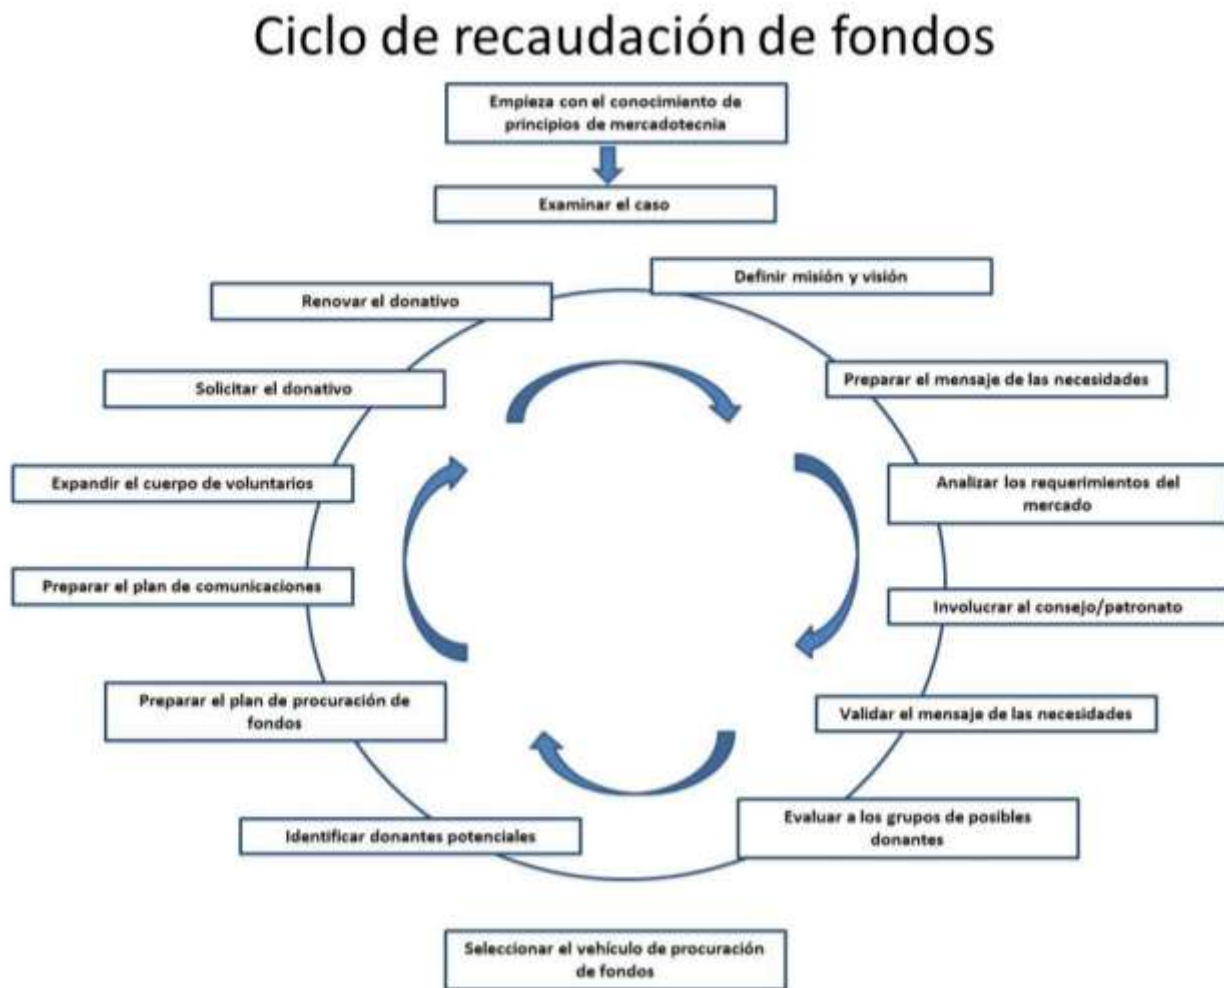 Ciclo de recaudación de fondos
Empieza con el conocimiento de
principios de mercadotecnia
Examinar el caso
Definir misión y visión
Preparar el mensaje de las necesidades
Analizar los requerimientos del
mercado
Involucrar al consejo/patronato
Validar el mensaje de las necesidades
Evaluar a los grupos de posibles
donantes
Seleccionar el vehículo de procuración
de fondos
Identificar donantes potenciales
Preparar el plan de procuración de
fondos
Preparar el plan de comunicaciones
Expandir el cuerpo de voluntarios
Solicitar el donativo
Renovar el donativo